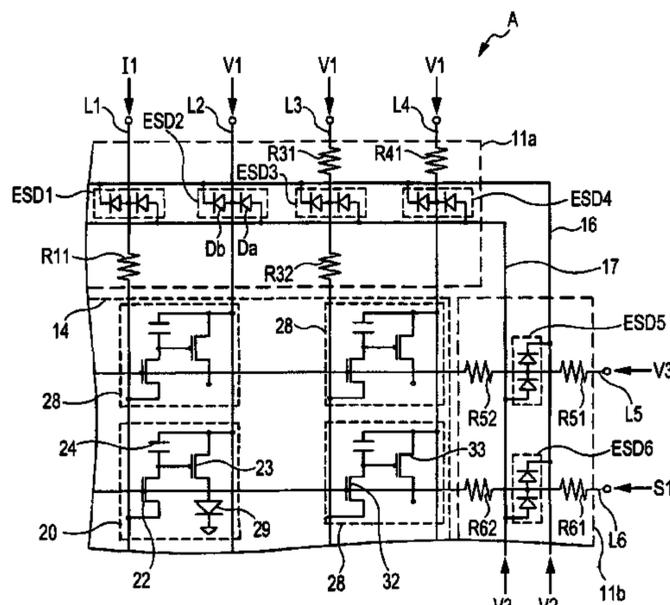 A
I1 V1 V1 V1
L1 L2 L3 L4
ESD2 R31 R41 11a
ESD3
ESD1 ESD4
16
Db Da
17
R11 R32
14 28 ESD5
V3
28 R52 R51 L5
24 ESD6
23 33
S1
20 29 R62 R61 L6
22 28 32 11b
V3 V2